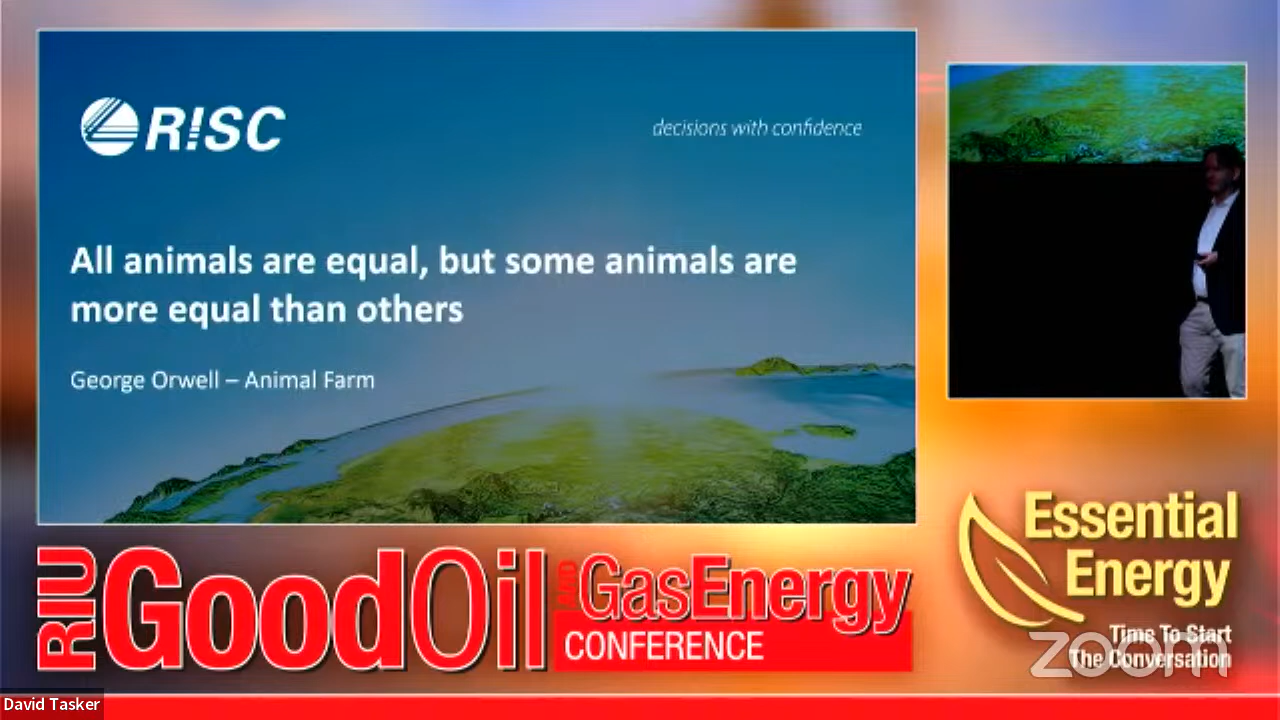 R!SC
decisions with confidence
All animals are equal, but some animals are
more equal than others
George Orwell – Animal Farm
RIU GoodOil AND GasEnergy
CONFERENCE
Essential
Energy
Time To Start
The Conversation
zoom
David Tasker